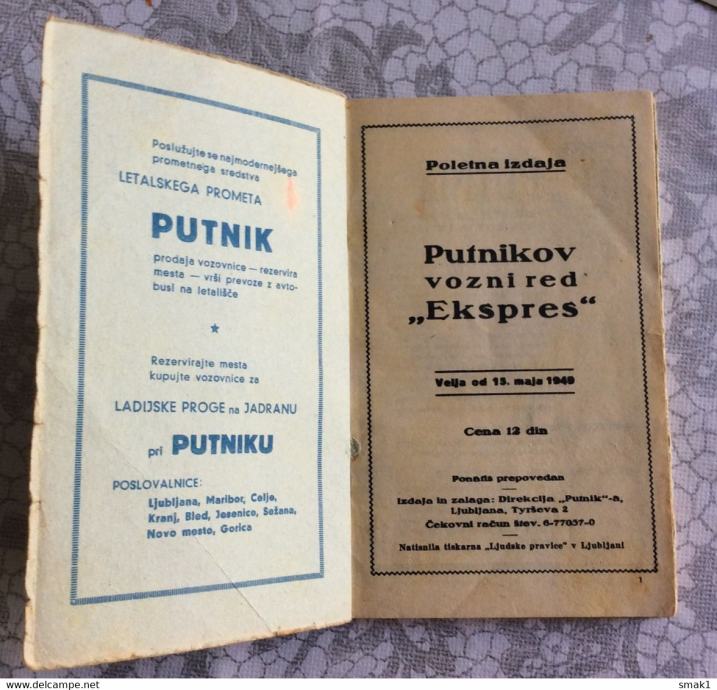 Poslužujte se najmodernejšega
prometnega sredstva
LETALSKEGA PROMETA
PUTNIK
prodaja vozovnice — rezervira
mesta — vrši prevoze z avto-
busi na letališče
Rezervirajte mesta
kupujte vozovnice za
LADIJSKE PROGE na JADRANU
pri PUTNIKU
POSLOVALNICE:
Ljubljana, Maribor, Celje,
Kranj, Bled, Jesenice, Sežana,
Novo mesto, Gorica
Poletna izdaja
Putnikov
vozni red
„Ekspres“
Velja od 15. maja 1949
Cena 12 din
Ponatis prepovedan
Izdaja in zalaga: Direkcija „Putnik“-a,
Ljubljana, Tyrševa 2
Čekovni račun štev. 6-77037-0
Natisnila tiskarna „Ljudske pravice“ v Ljubljani
1
delcampe.net
smak1